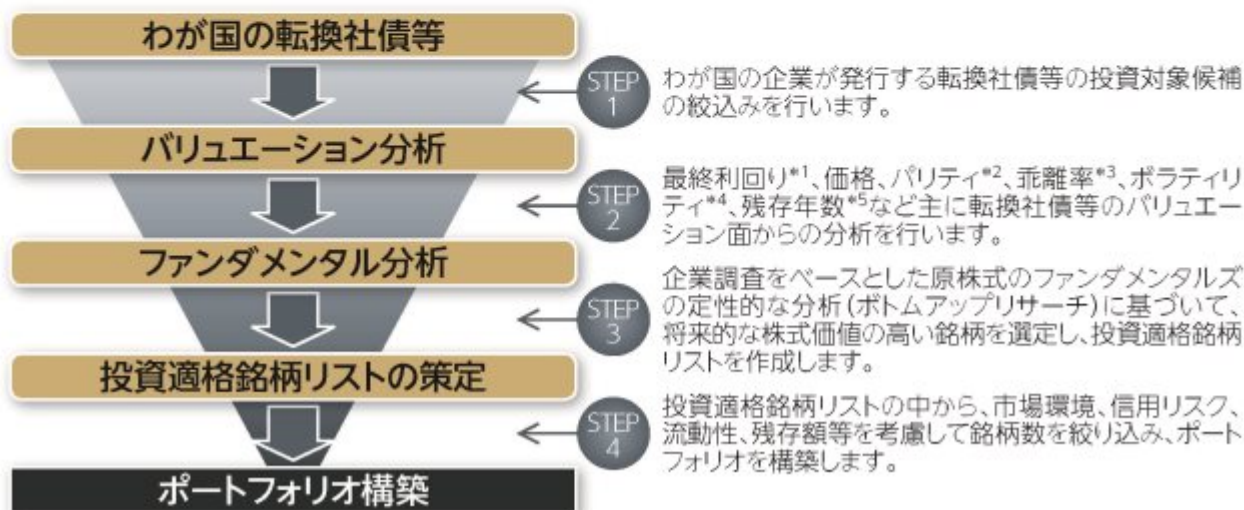 わが国の転換社債等
STEP
1
わが国の企業が発行する転換社債等の投資対象候補
の絞込みを行います。
バリュエーション分析
STEP
2
最終利回り*1、価格、パリティ*2、乖離率*3、ボラティリ
ティ*4、残存年数*5など主に転換社債等のバリュエー
ション面からの分析を行います。
ファンダメンタル分析
STEP
3
企業調査をベースとした原株式のファンダメンタルズ
の定性的な分析(ボトムアップリサーチ)に基づいて、
将来的な株式価値の高い銘柄を選定し、投資適格銘柄
リストを作成します。
投資適格銘柄リストの策定
STEP
4
投資適格銘柄リストの中から、市場環境、信用リスク、
流動性、残存額等を考慮して銘柄数を絞り込み、ポート
フォリオを構築します。
ポートフォリオ構築